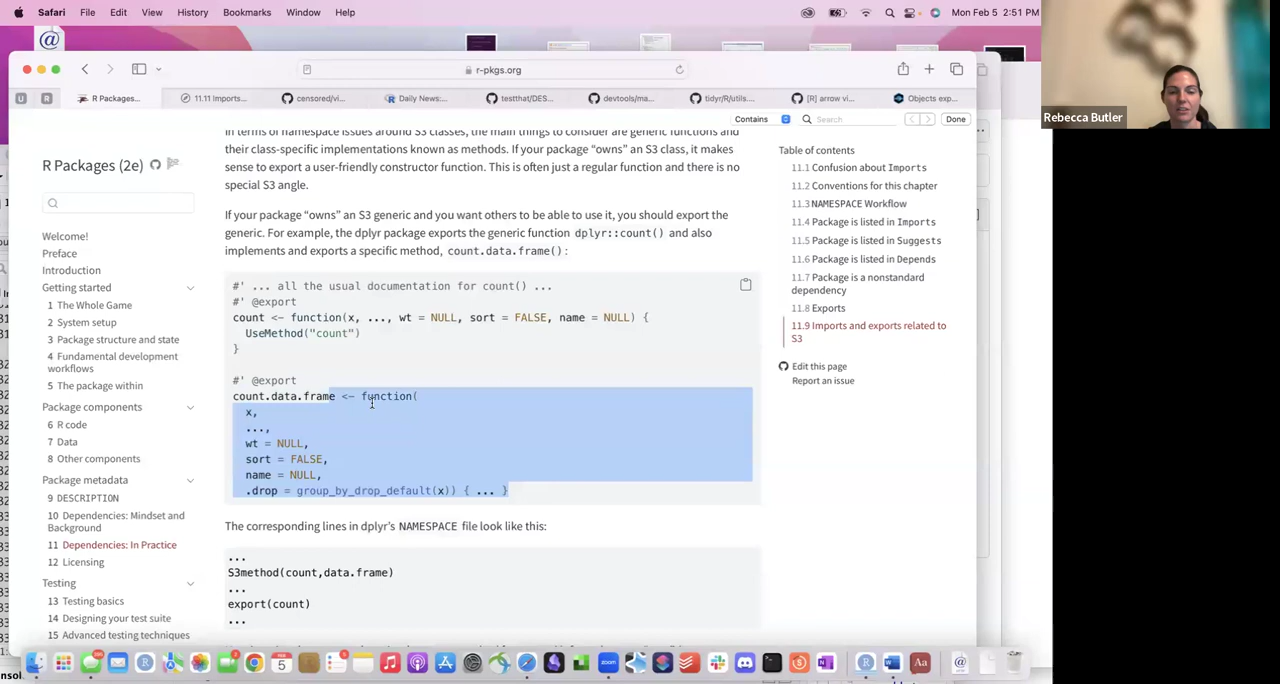 Safari File Edit View History Bookmarks Window Help
Mon Feb 5 2:51 PM
Rebecca Butler
r-pkgs.org
R Packages...
11.11 Imports...
censored/vi...
Daily News:...
testthat/DES...
devtools/ma...
tidyr/R/utils....
[R] arrow vi...
Objects exp...
Contains
Search
Done
R Packages (2e)
Welcome!
Preface
Introduction
Getting started
1 The Whole Game
2 System setup
3 Package structure and state
4 Fundamental development
workflows
5 The package within
Package components
6 R code
7 Data
8 Other components
Package metadata
9 DESCRIPTION
10 Dependencies: Mindset and
Background
11 Dependencies: In Practice
12 Licensing
Testing
13 Testing basics
14 Designing your test suite
15 Advanced testing techniques
In terms of namespace issues around S3 classes, the main things to consider are generic functions and
their class-specific implementations known as methods. If your package “owns” an S3 class, it makes
sense to export a user-friendly constructor function. This is often just a regular function and there is no
special S3 angle.
If your package “owns” an S3 generic and you want others to be able to use it, you should export the
generic. For example, the dplyr package exports the generic function dplyr::count() and also
implements and exports a specific method, count.data.frame() :
#' ... all the usual documentation for count() ...
#' @export
count <- function(x, ..., wt = NULL, sort = FALSE, name = NULL) {
UseMethod("count")
}
#' @export
count.data.frame <- function(
x,
...,
wt = NULL,
sort = FALSE,
name = NULL,
.drop = group_by_drop_default(x)) { ... }
The corresponding lines in dplyr’s NAMESPACE file look like this:
...
S3method(count,data.frame)
...
export(count)
...
Table of contents
11.1 Confusion about Imports
11.2 Conventions for this chapter
11.3 NAMESPACE Workflow
11.4 Package is listed in Imports
11.5 Package is listed in Suggests
11.6 Package is listed in Depends
11.7 Package is a nonstandard
dependency
11.8 Exports
11.9 Imports and exports related to
S3
Edit this page
Report an issue